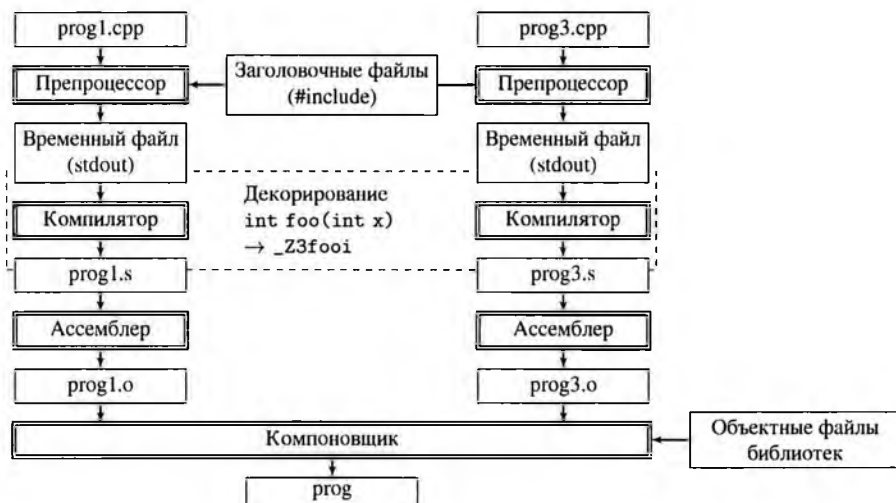 prog1.cpp
prog3.cpp
Препроцессор
Заголовочные файлы
(#include)
Препроцессор
Временный файл
(stdout)
Временный файл
(stdout)
Декорирование
int foo(int x)
→ _Z3fooi
Компилятор
Компилятор
prog1.s
prog3.s
Ассемблер
Ассемблер
prog1.o
prog3.o
Компоновщик
Объектные файлы
библиотек
prog